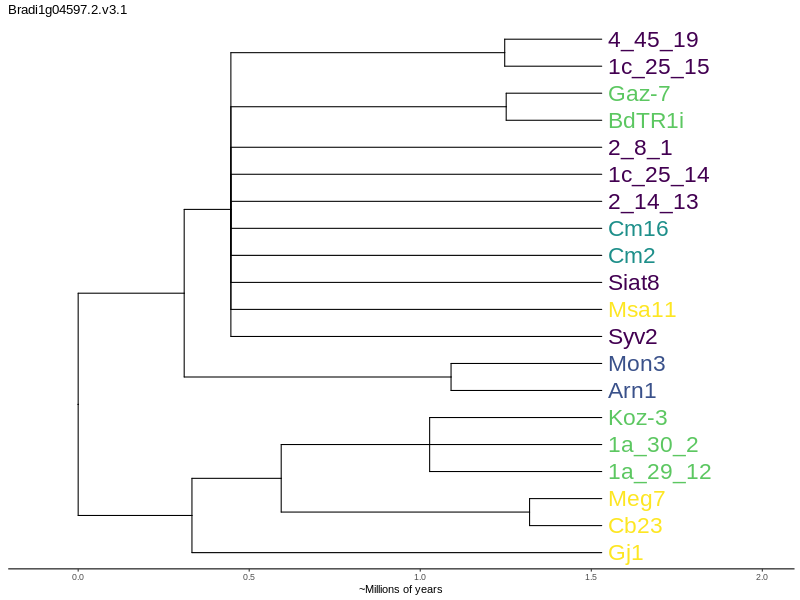 Bradi1g04597.2.v3.1
4_45_19
1c_25_15
Gaz-7
BdTR1i
2_8_1
1c_25_14
2_14_13
Cm16
Cm2
Siat8
Msa11
Syv2
Mon3
Arn1
Koz-3
1a_30_2
1a_29_12
Meg7
Cb23
Gj1
0.0 0.5 1.0 1.5 2.0
~Millions of years